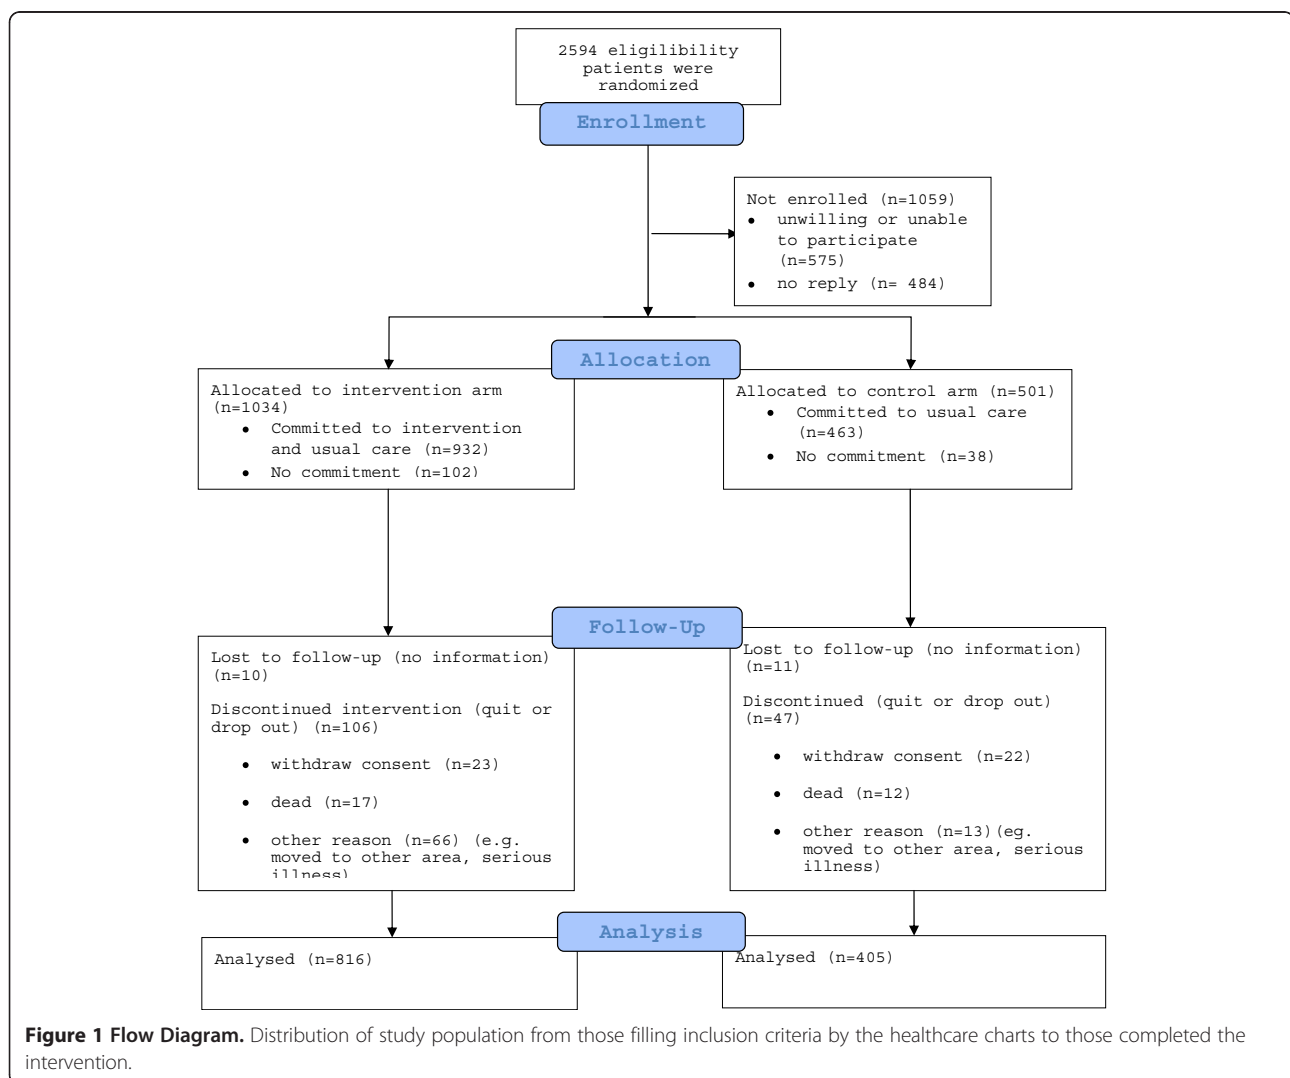 2594 eligilibility
patients were
randomized
Enrollment
Not enrolled (n=1059)
• unwilling or unable
to participate
(n=575)
• no reply (n= 484)
Allocation
Allocated to intervention arm
(n=1034)
• Committed to intervention
and usual care (n=932)
• No commitment (n=102)
Allocated to control arm (n=501)
• Committed to usual care
(n=463)
• No commitment (n=38)
Follow-Up
Lost to follow-up (no information)
(n=10)
Discontinued intervention (quit or
drop out) (n=106)
• withdraw consent (n=23)
• dead (n=17)
• other reason (n=66) (e.g.
moved to other area, serious
illness)
Lost to follow-up (no information)
(n=11)
Discontinued (quit or drop out)
(n=47)
• withdraw consent (n=22)
• dead (n=12)
• other reason (n=13)(eg.
moved to other area, serious
illness)
Analysis
Analysed (n=816)
Analysed (n=405)
Figure 1 Flow Diagram. Distribution of study population from those filling inclusion criteria by the healthcare charts to those completed the
intervention.